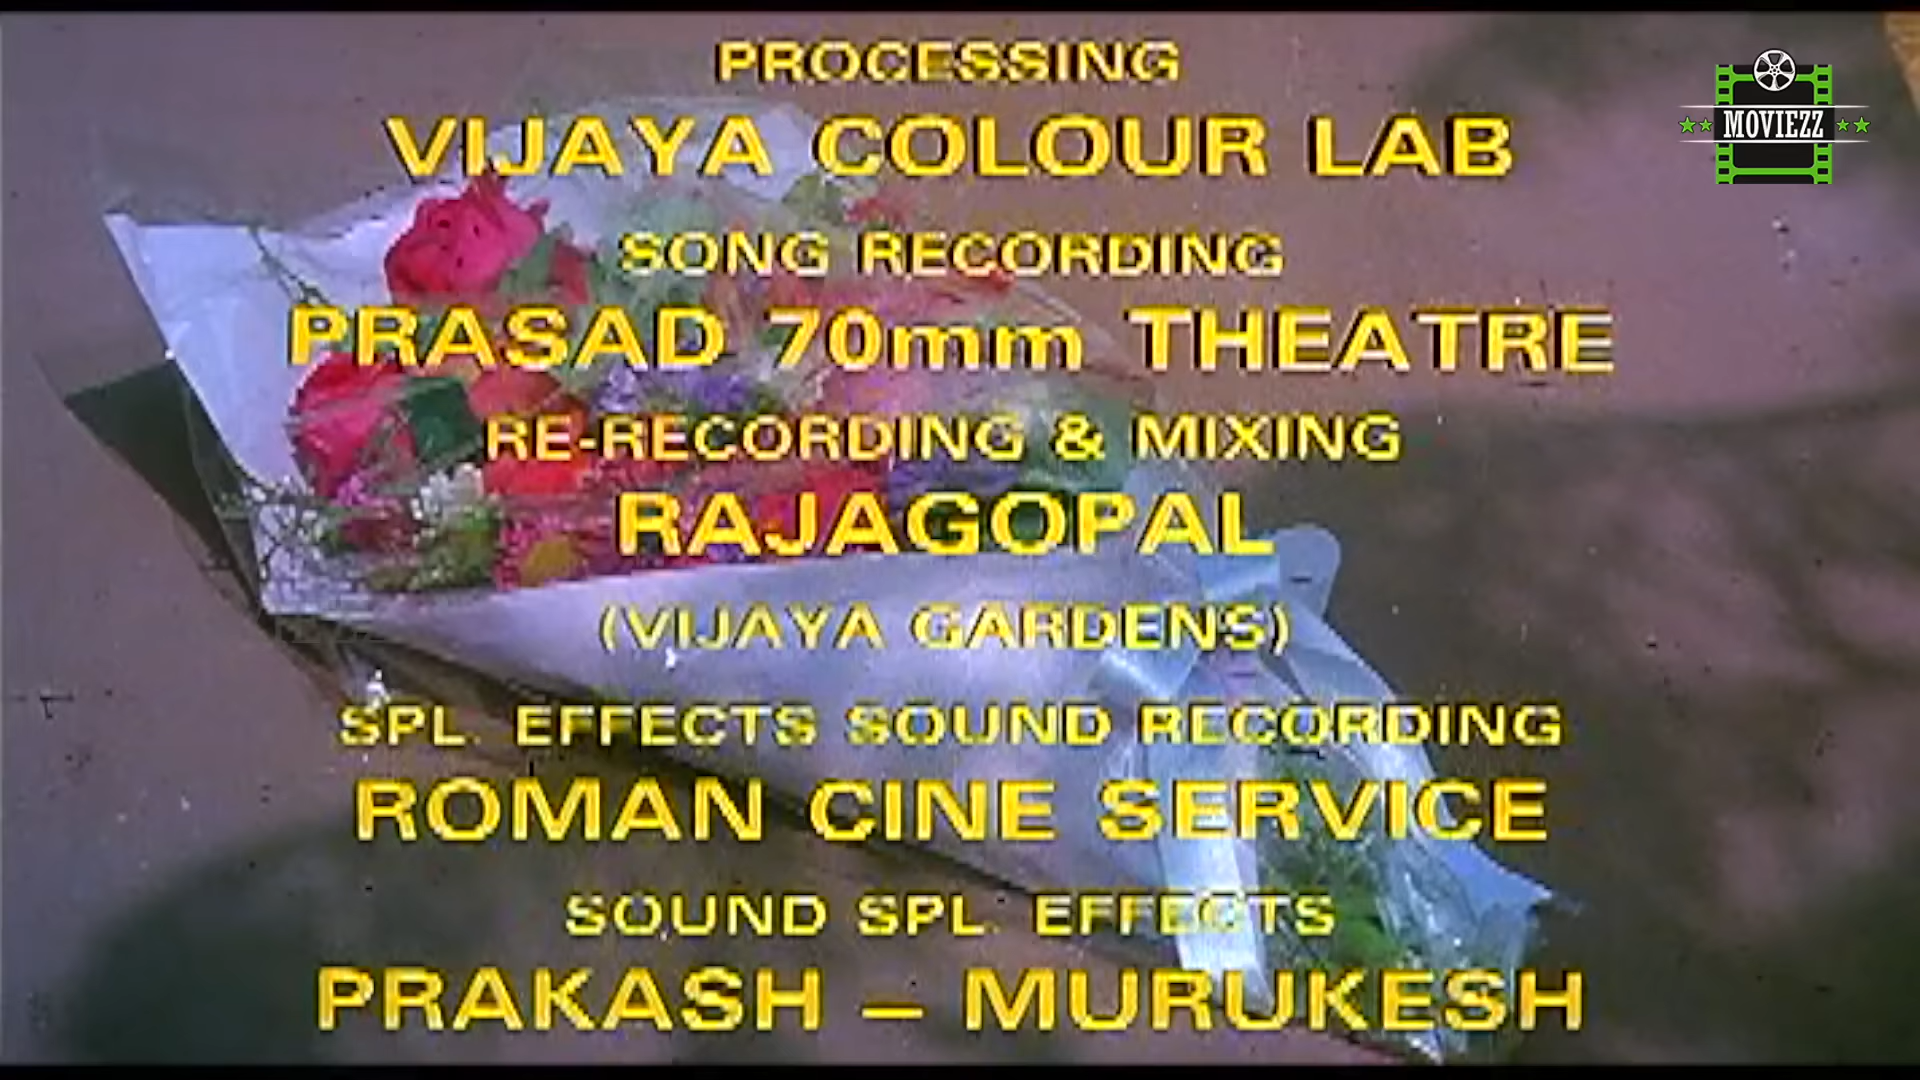 PROCESSING
VIJAYA COLOUR LAB
SONG RECORDING
PRASAD 70mm THEATRE
RE-RECORDING & MIXING
RAJAGOPAL
(VIJAYA GARDENS)
SPL. EFFECTS SOUND RECORDING
ROMAN CINE SERVICE
SOUND SPL. EFFECTS
PRAKASH – MURUKESH
MOVIEZZ